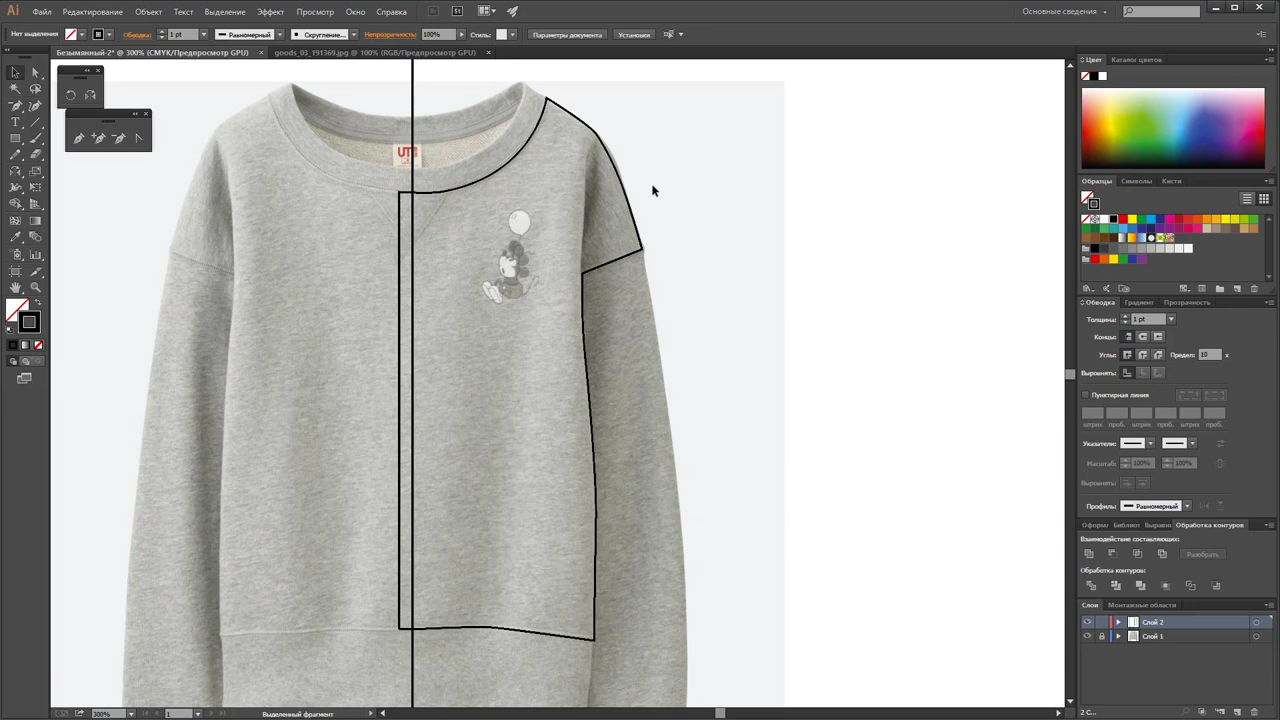 Ai Файл Редактирование Объект Текст Выделение Эффект Просмотр Окно Справка Br St Основные сведения
Нет выделения Обводка: 1 pt Равномерный Скругление... Непрозрачность: 100% Стиль: Параметры документа Установки
Безымянный-2* @ 300% (CMYK/Предпросмотр GPU) × goods_03_191369.jpg @ 100% (RGB/Предпросмотр GPU) ×
Цвет Каталог цветов
UT
Образцы Символы Кисти
Обводка Градиент Прозрачность
Толщина: 1 pt
Концы:
Углы: Предел: 10 x
Выровнять:
Пунктирная линия
штрих проб. штрих проб. штрих проб.
Указатели:
Масштаб: 100% 100%
Выровнять:
Профиль: Равномерный
Оформ Библиот Выравн Обработка контуров
Взаимодействие составляющих:
Разобрать
Обработка контуров:
Слои Монтажные области
Слой 2
Слой 1
300% 1 Выделенный фрагмент 2 С...